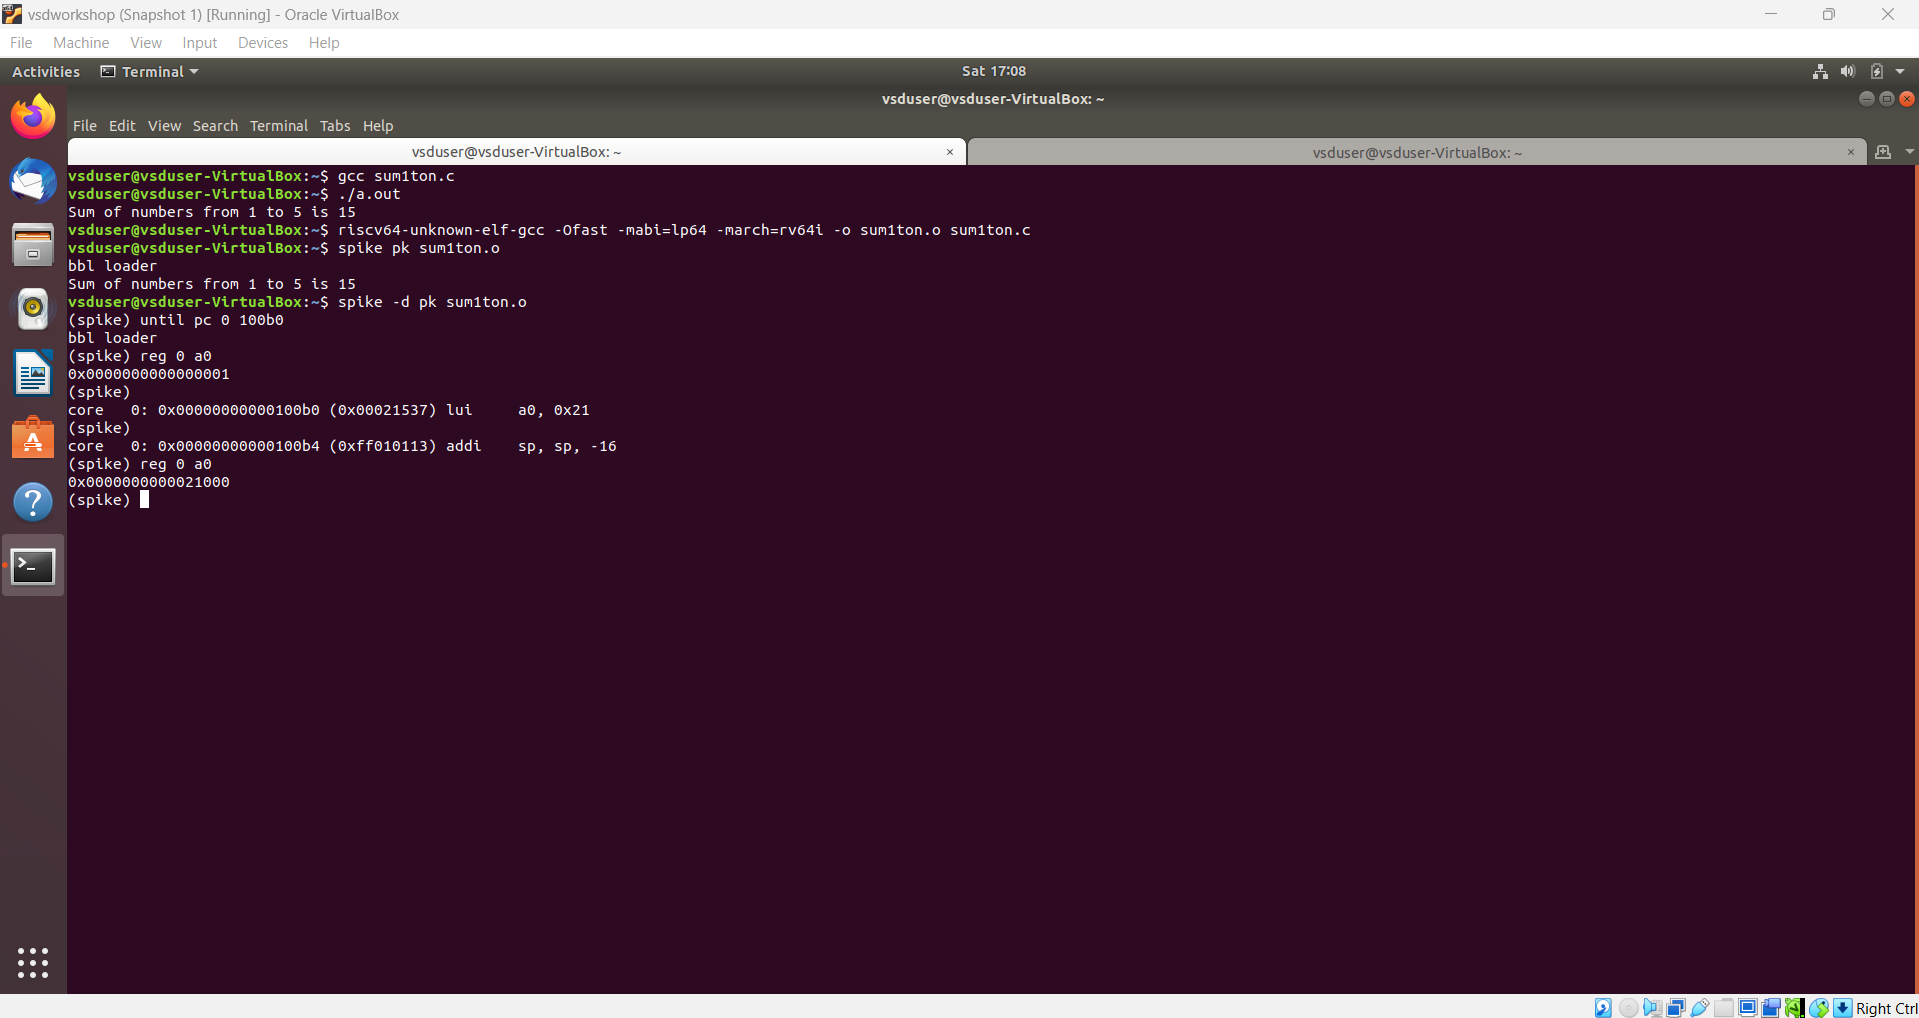 vsdworkshop (Snapshot 1) [Running] - Oracle VirtualBox
File Machine View Input Devices Help
Activities Terminal Sat 17:08
vsduser@vsduser-VirtualBox: ~
File Edit View Search Terminal Tabs Help
vsduser@vsduser-VirtualBox: ~ × vsduser@vsduser-VirtualBox: ~ ×
vsduser@vsduser-VirtualBox:~$ gcc sum1ton.c
vsduser@vsduser-VirtualBox:~$ ./a.out
Sum of numbers from 1 to 5 is 15
vsduser@vsduser-VirtualBox:~$ riscv64-unknown-elf-gcc -Ofast -mabi=lp64 -march=rv64i -o sum1ton.o sum1ton.c
vsduser@vsduser-VirtualBox:~$ spike pk sum1ton.o
bbl loader
Sum of numbers from 1 to 5 is 15
vsduser@vsduser-VirtualBox:~$ spike -d pk sum1ton.o
(spike) until pc 0 100b0
bbl loader
(spike) reg 0 a0
0x0000000000000001
(spike)
core   0: 0x00000000000100b0 (0x00021537) lui     a0, 0x21
(spike)
core   0: 0x00000000000100b4 (0xff010113) addi    sp, sp, -16
(spike) reg 0 a0
0x0000000000021000
(spike)
Right Ctrl